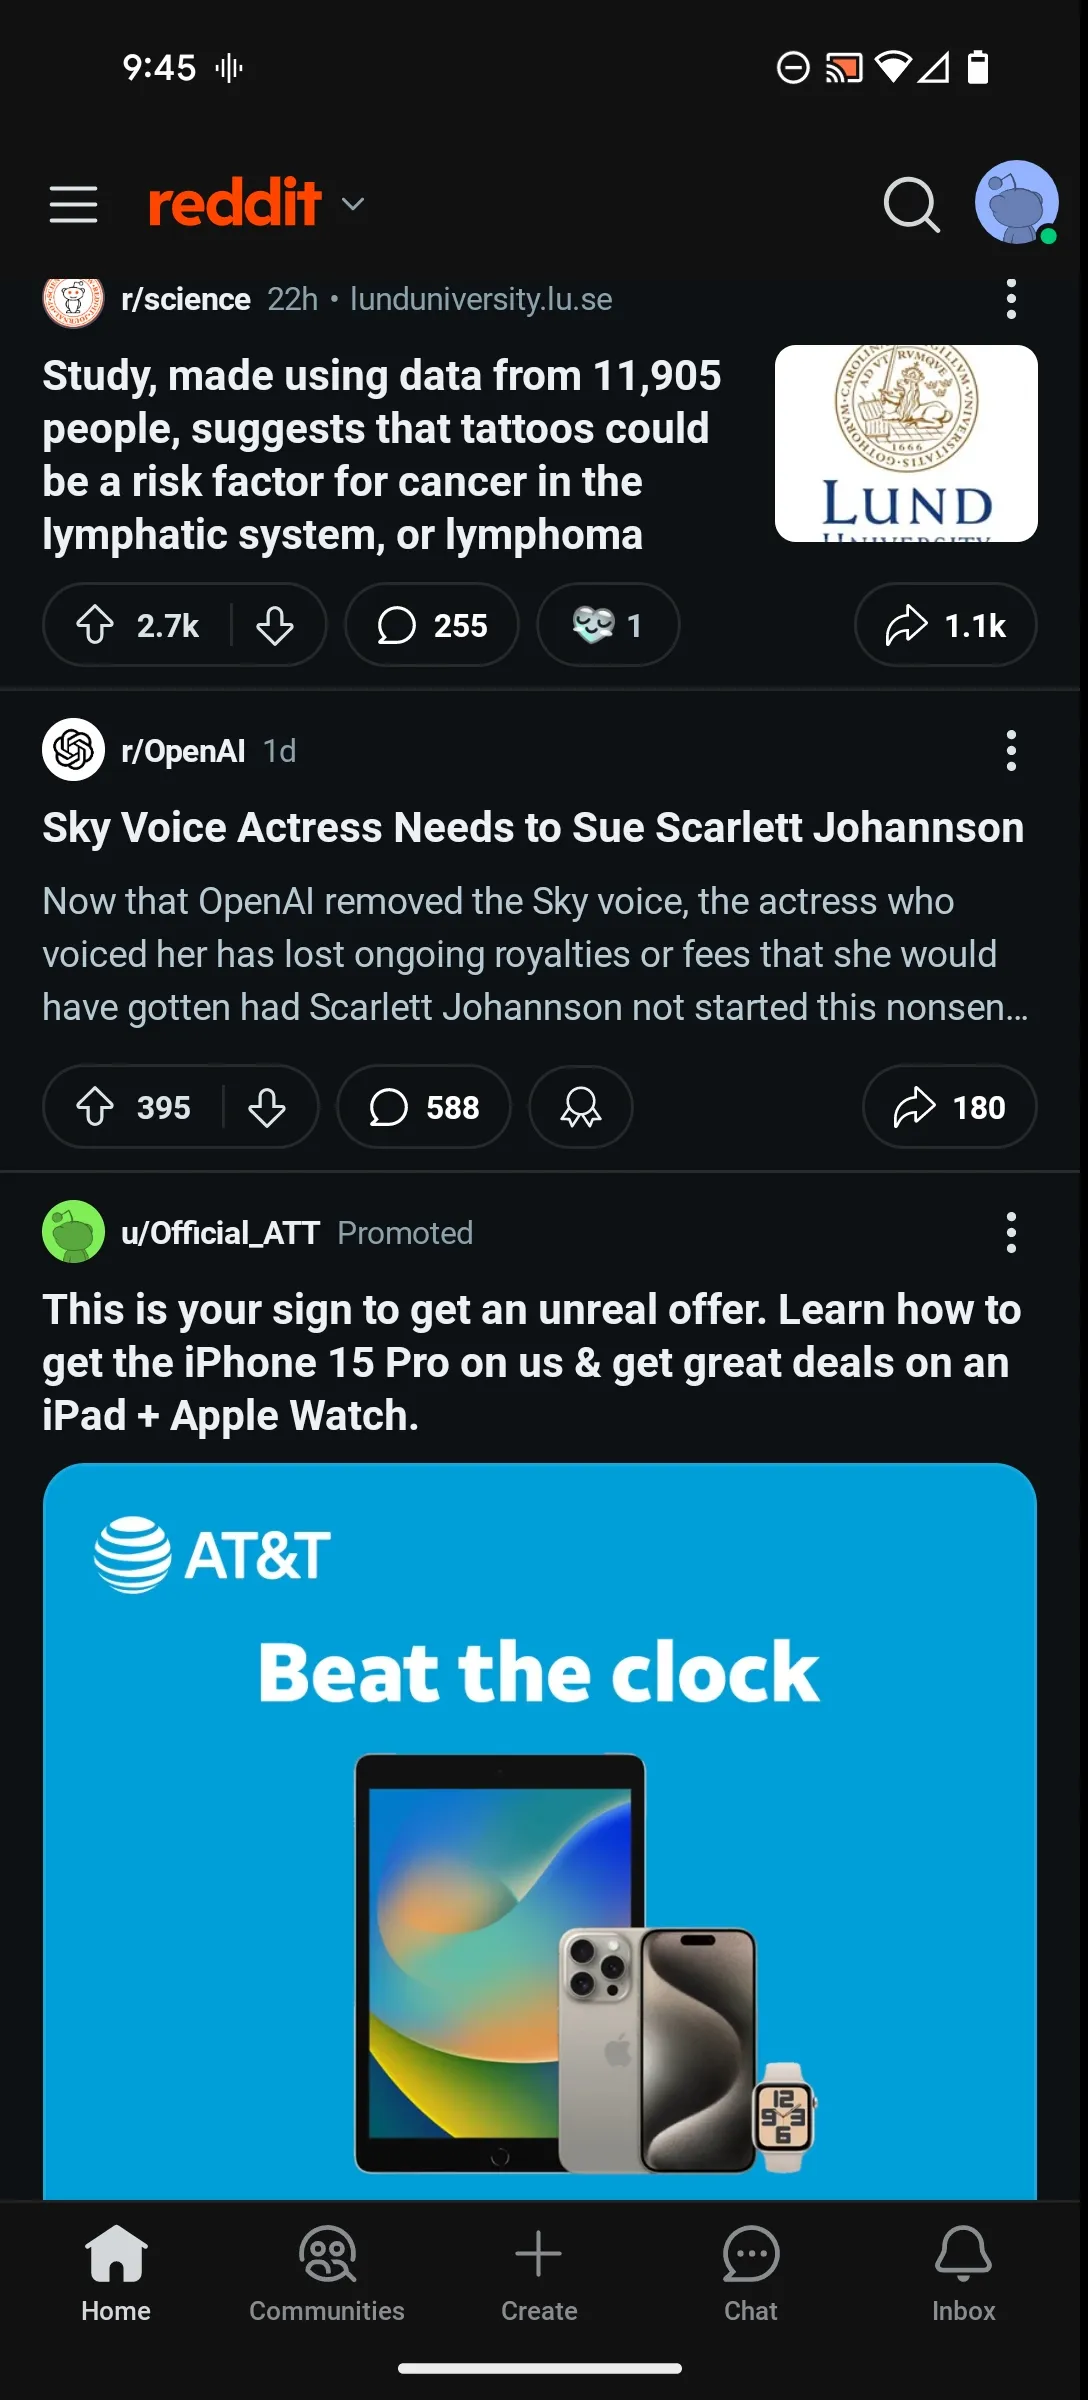 9:45
reddit
r/science 22h • lunduniversity.lu.se
Study, made using data from 11,905
people, suggests that tattoos could
be a risk factor for cancer in the
lymphatic system, or lymphoma
1666
LUND
UNIVERSITY
2.7k
255
1
1.1k
r/OpenAI 1d
Sky Voice Actress Needs to Sue Scarlett Johannson
Now that OpenAI removed the Sky voice, the actress who
voiced her has lost ongoing royalties or fees that she would
have gotten had Scarlett Johannson not started this nonsen...
395
588
180
u/Official_ATT Promoted
This is your sign to get an unreal offer. Learn how to
get the iPhone 15 Pro on us & get great deals on an
iPad + Apple Watch.
AT&T
Beat the clock
12
9 3
6
Home
Communities
Create
Chat
Inbox